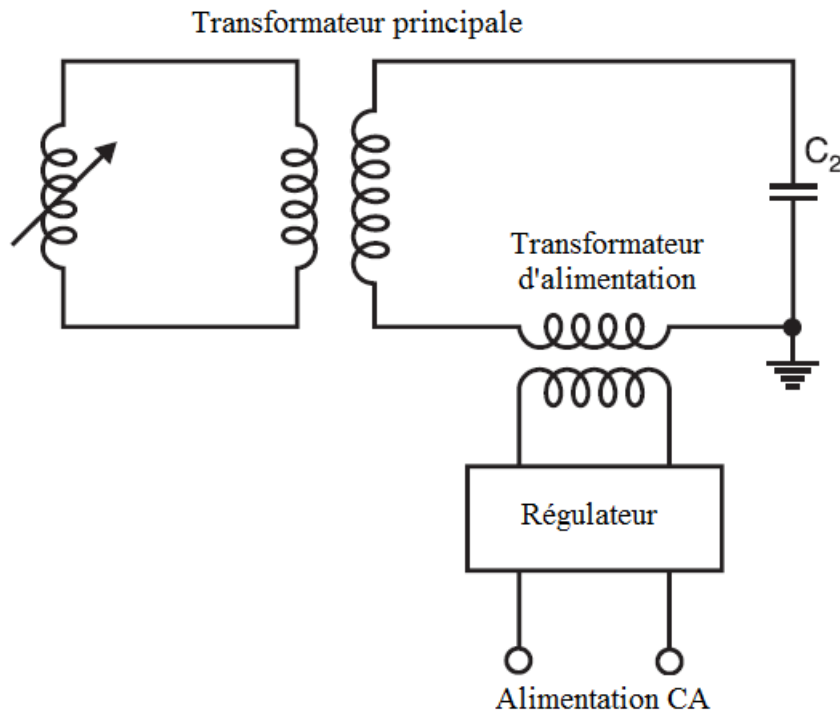 Transformateur principale
C₂
Transformateur
d'alimentation
Régulateur
Alimentation CA